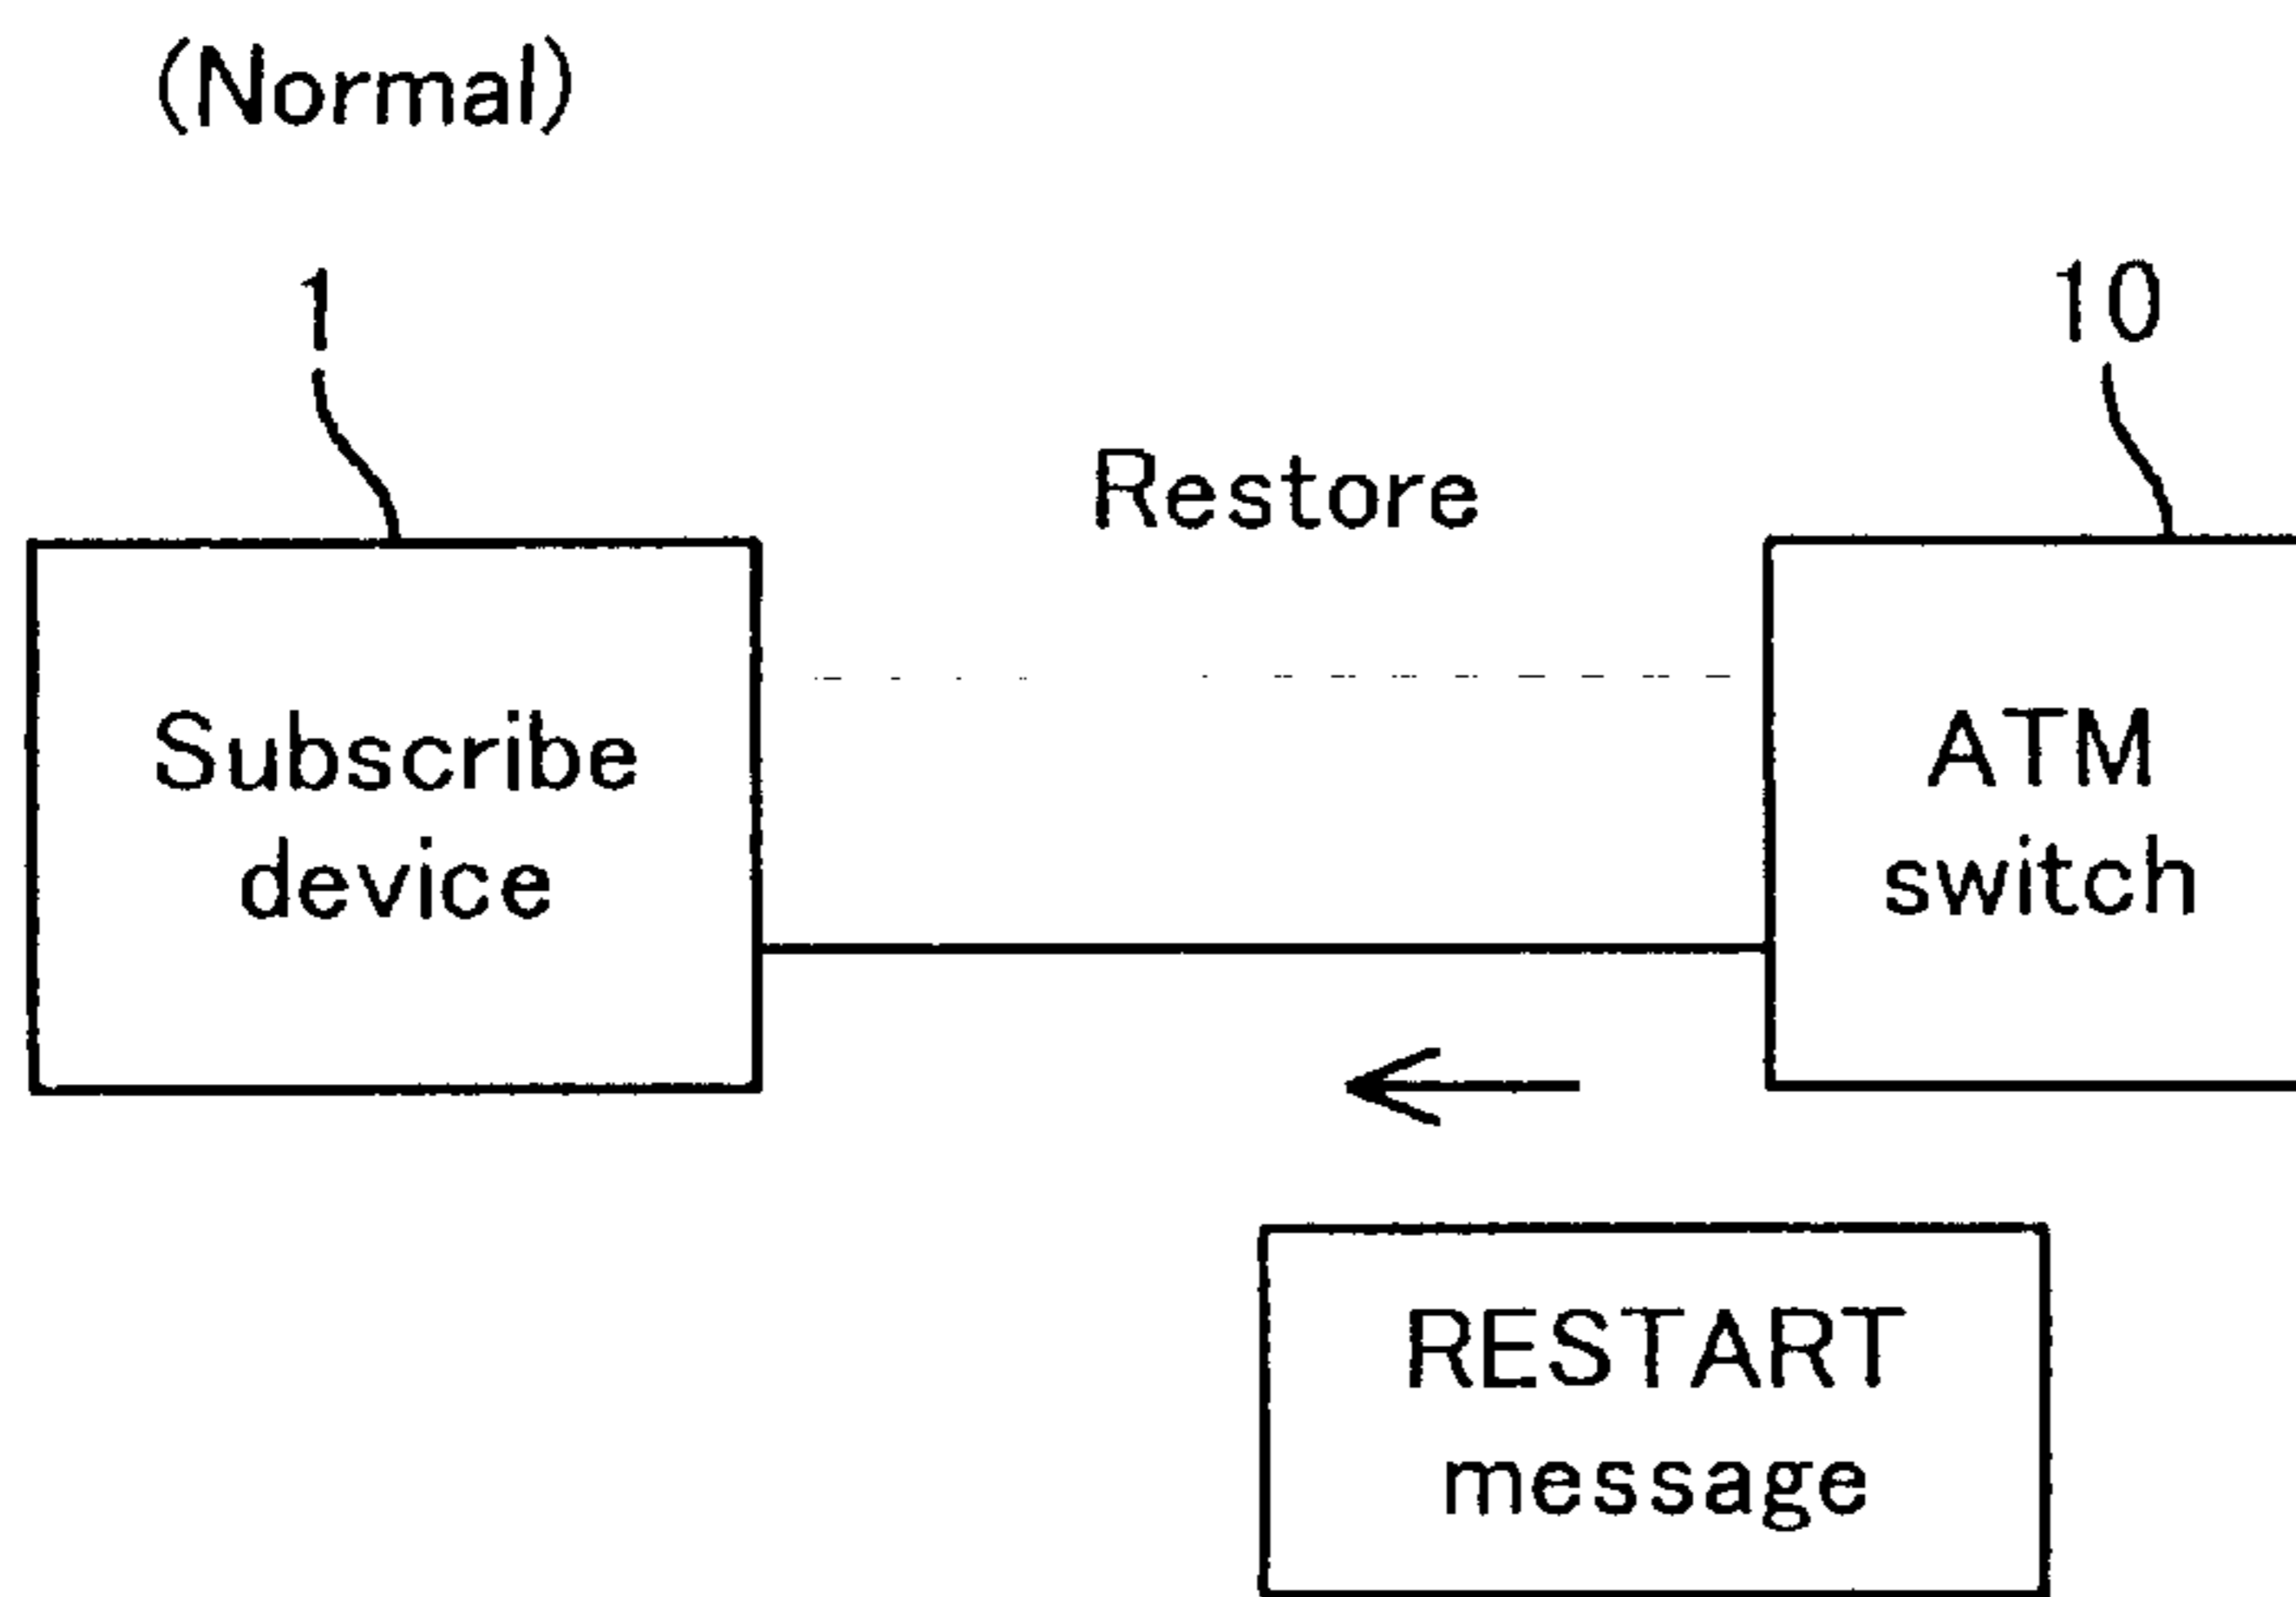 (Normal)
1
10
Restore
Subscribe
device
ATM
switch
RESTART
message